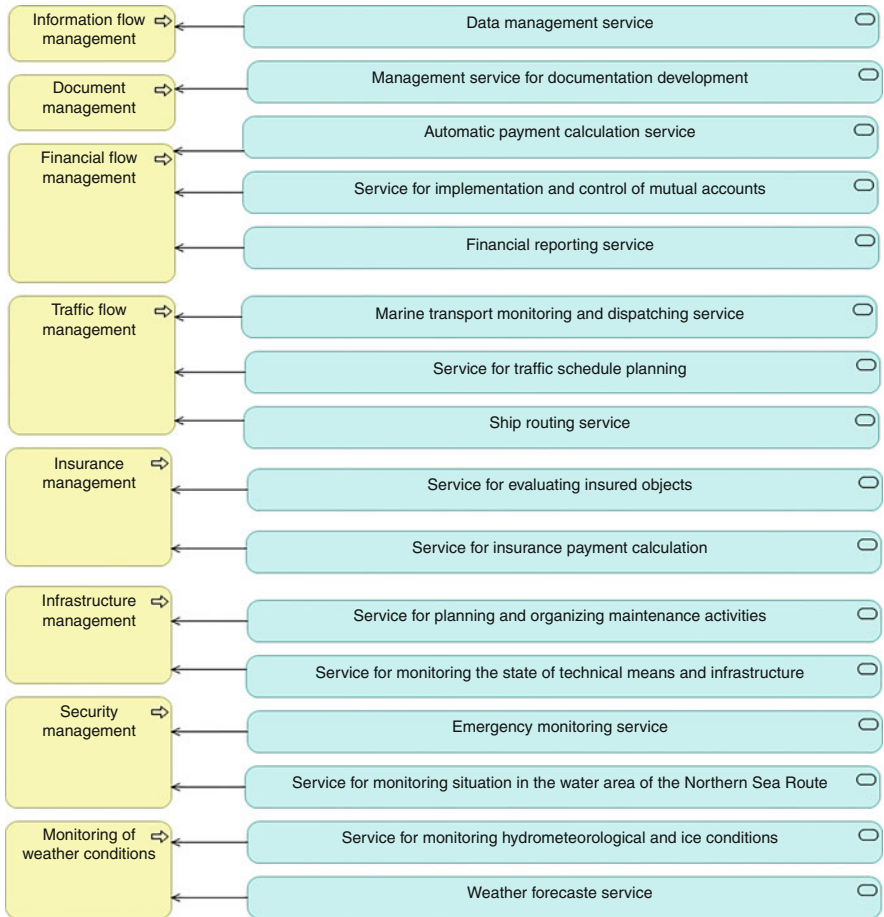 Information flow
management
Data management service
Document
management
Management service for documentation development
Financial flow
management
Automatic payment calculation service
Service for implementation and control of mutual accounts
Financial reporting service
Traffic flow
management
Marine transport monitoring and dispatching service
Service for traffic schedule planning
Ship routing service
Insurance
management
Service for evaluating insured objects
Service for insurance payment calculation
Infrastructure
management
Service for planning and organizing maintenance activities
Service for monitoring the state of technical means and infrastructure
Security
management
Emergency monitoring service
Service for monitoring situation in the water area of the Northern Sea Route
Monitoring of
weather conditions
Service for monitoring hydrometeorological and ice conditions
Weather forecaste service